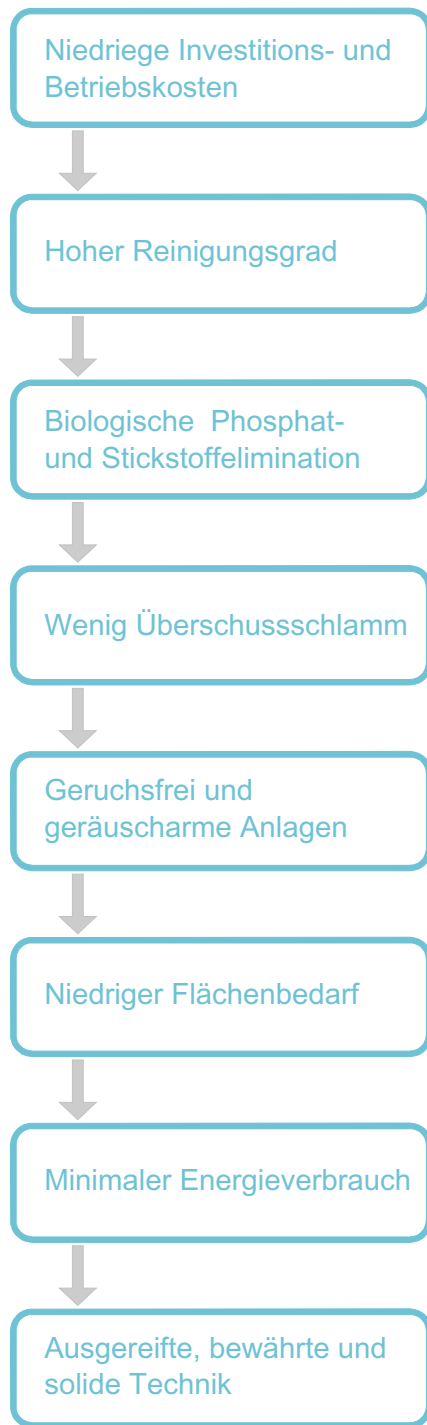 Niedriege Investitions- und
Betriebskosten
Hoher Reinigungsgrad
Biologische  Phosphat-
und Stickstoffelimination
Wenig Überschussschlamm
Geruchsfrei und
geräuscharme Anlagen
Niedriger Flächenbedarf
Minimaler Energieverbrauch
Ausgereifte, bewährte und
solide Technik